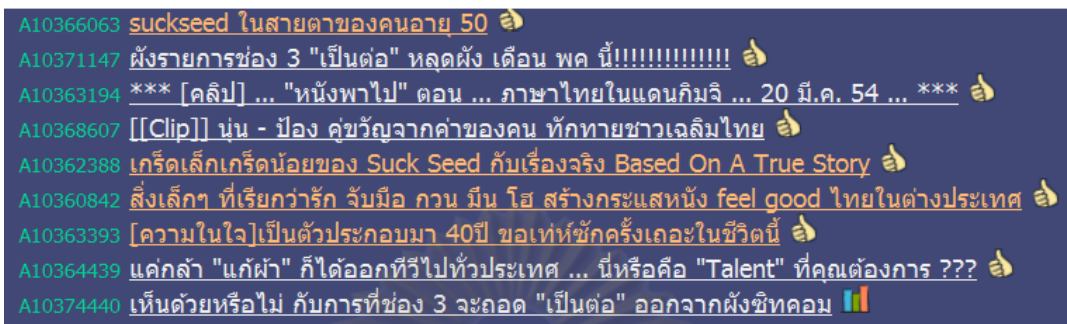 A10366063 suckseed ในสายตาของคนอายุ 50
A10371147 ผังรายการช่อง 3 "เป็นต่อ" หลุดผัง เดือน พค นี้!!!!!!!!!!!!!!
A10363194 *** [คลิป] ... "หนังพาไป" ตอน ... ภาษาไทยในแดนกิมจิ ... 20 มี.ค. 54 ... ***
A10368607 [[Clip]] นุ่น - ป้อง คู่ขวัญจากค่าของคน ทักทายชาวเฉลิมไทย
A10362388 เกร็ดเล็กเกร็ดน้อยของ Suck Seed กับเรื่องจริง Based On A True Story
A10360842 สิ่งเล็กๆ ที่เรียกว่ารัก จับมือ กวน มึน โฮ สร้างกระแสหนัง feel good ไทยในต่างประเทศ
A10363393 [ความในใจ]เป็นตัวประกอบมา 40ปี ขอเท่ห์ซักครั้งเถอะในชีวิตนี้
A10364439 แค่กล้า "แก้ผ้า" ก็ได้ออกทีวีไปทั่วประเทศ ... นี่หรือคือ "Talent" ที่คุณต้องการ ???
A10374440 เห็นด้วยหรือไม่ กับการที่ช่อง 3 จะถอด "เป็นต่อ" ออกจากผังซิทคอม